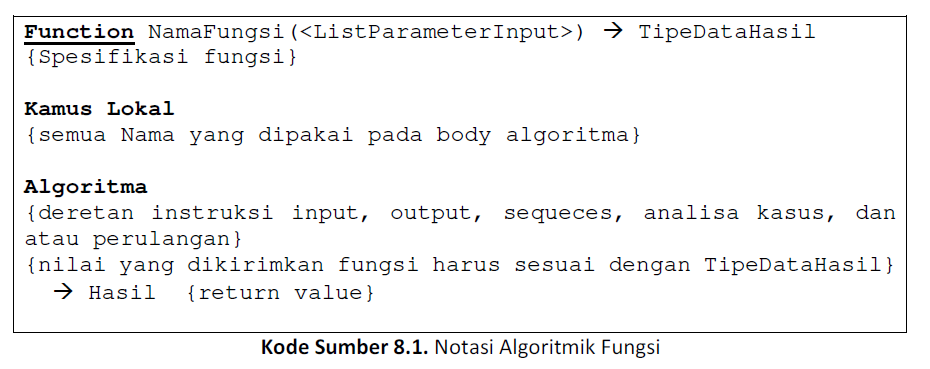 Function NamaFungsi(<ListParameterInput>) → TipeDataHasil
{Spesifikasi fungsi}
Kamus Lokal
{semua Nama yang dipakai pada body algoritma}
Algoritma
{deretan instruksi input, output, sequeces, analisa kasus, dan
atau perulangan}
{nilai yang dikirimkan fungsi harus sesuai dengan TipeDataHasil}
→ Hasil {return value}
Kode Sumber 8.1. Notasi Algoritmik Fungsi